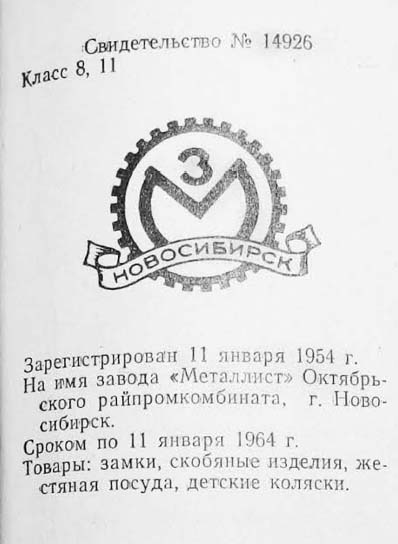 Свидетельство № 14926
Класс 8, 11
З
М
НОВОСИБИРСК
Зарегистрирован 11 января 1954 г.
На имя завода «Металлист» Октябрь-
ского райпромкомбината, г. Ново-
сибирск.
Сроком по 11 января 1964 г.
Товары: замки, скобяные изделия, же-
стяная посуда, детские коляски.